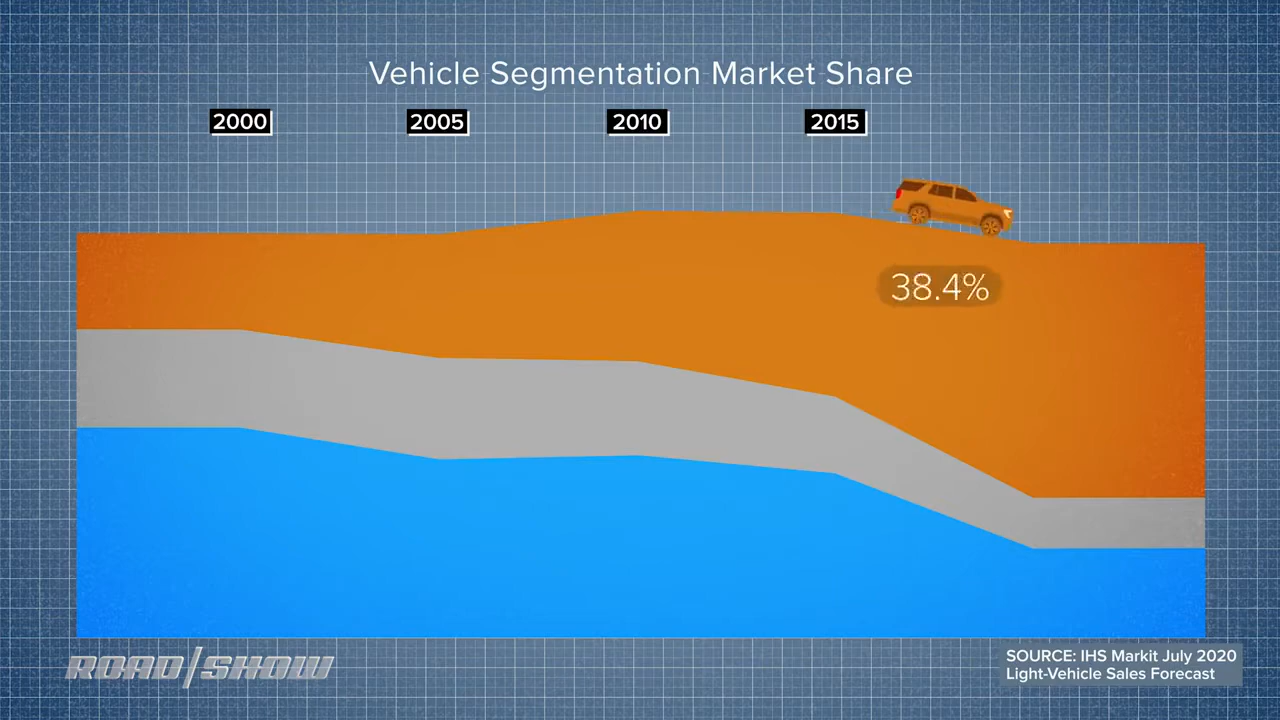 Vehicle Segmentation Market Share
2000 2005 2010 2015
38.4%
ROAD/SHOW
SOURCE: IHS Markit July 2020
Light-Vehicle Sales Forecast